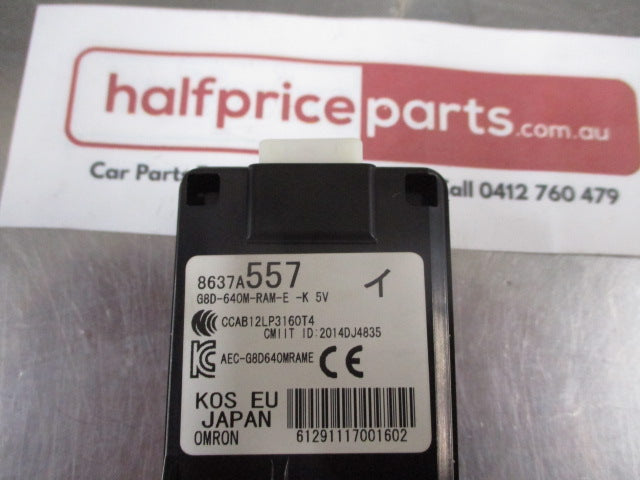 halfpriceparts.com.au
Car Parts
Call 0412 760 479
8637A557
G8D-640M-RAM-E -K 5V
イ
CCAB12LP3160T4
CMIIT ID:2014DJ4835
AEC-G8D640MRAME
CE
KOS EU
JAPAN
OMRON
61291117001602